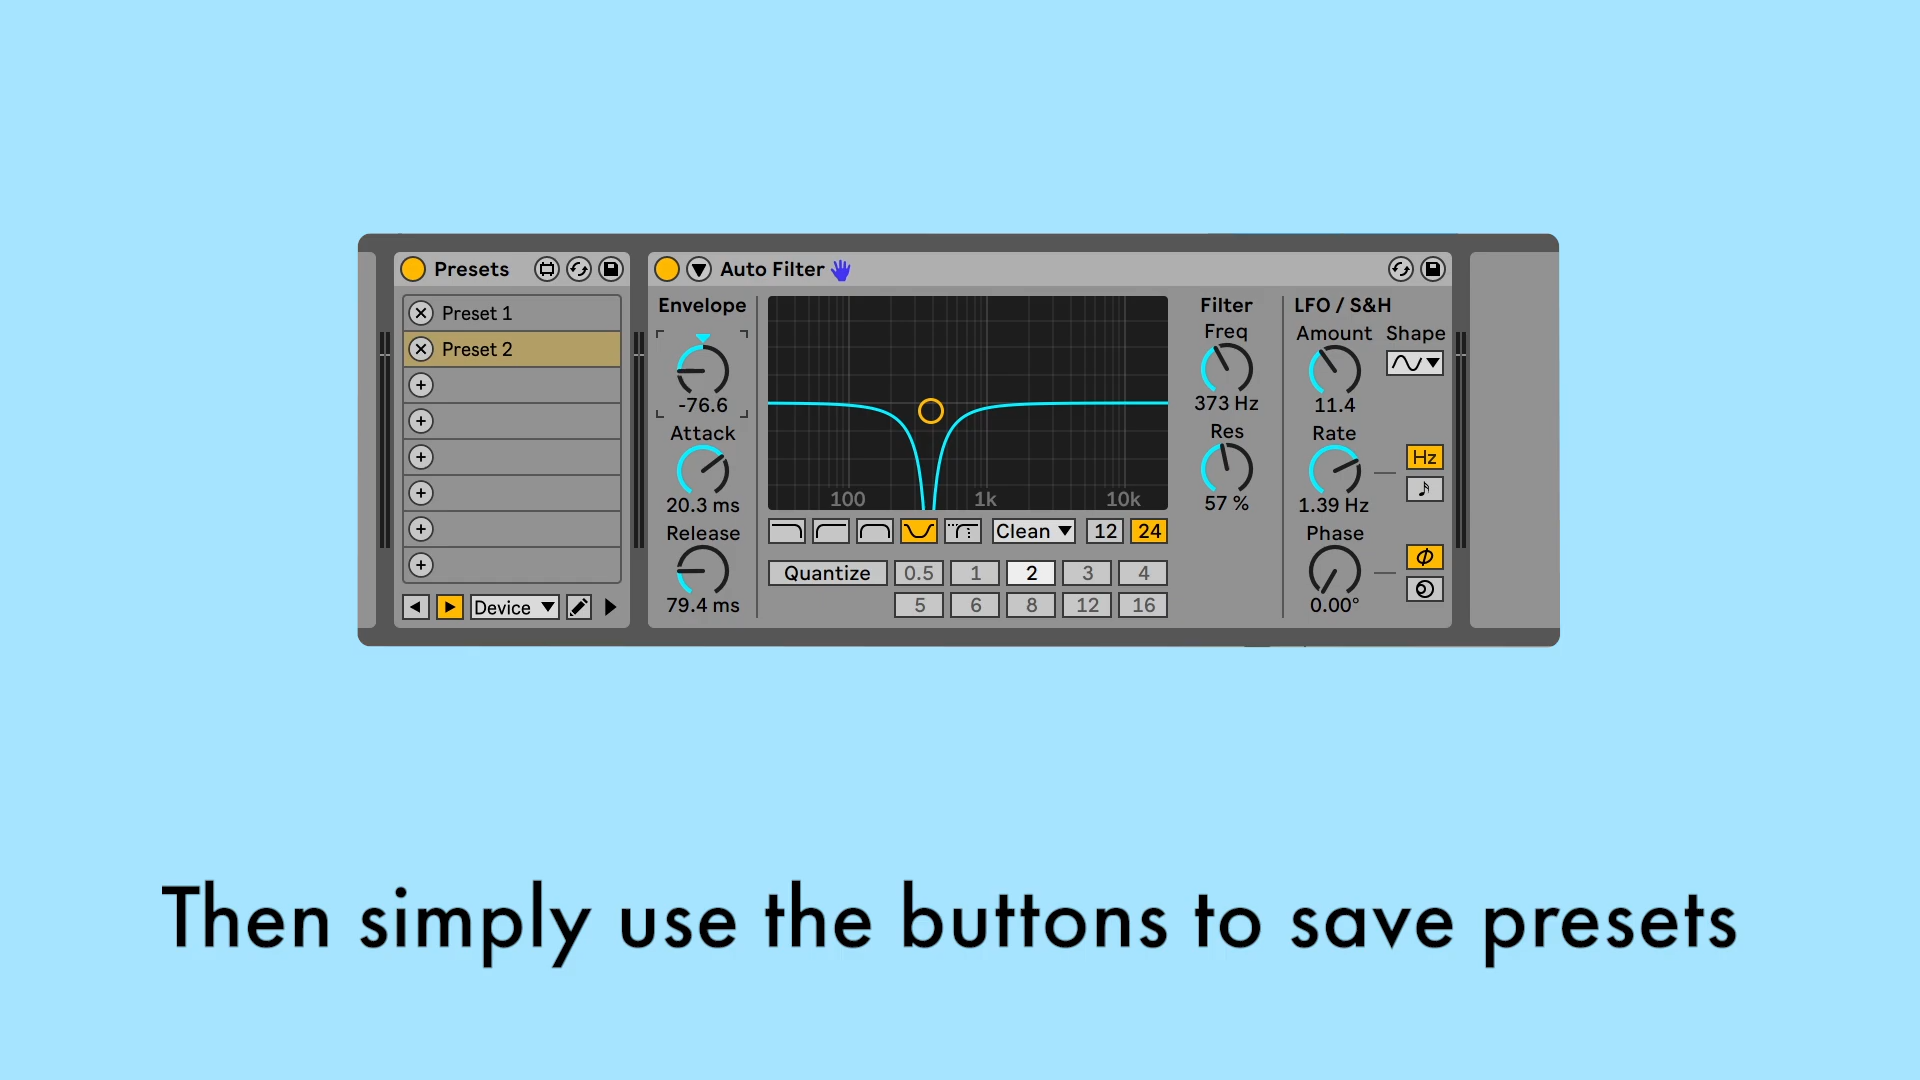 Presets
Preset 1
Preset 2
Device
Auto Filter
Envelope
-76.6
Attack
20.3 ms
Release
79.4 ms
100 1k 10k
Clean 12 24
Quantize 0.5 1 2 3 4
5 6 8 12 16
Filter
Freq
373 Hz
Res
57 %
LFO / S&H
Amount Shape
11.4
Rate
Hz
1.39 Hz
Phase
0.00°
Then simply use the buttons to save presets